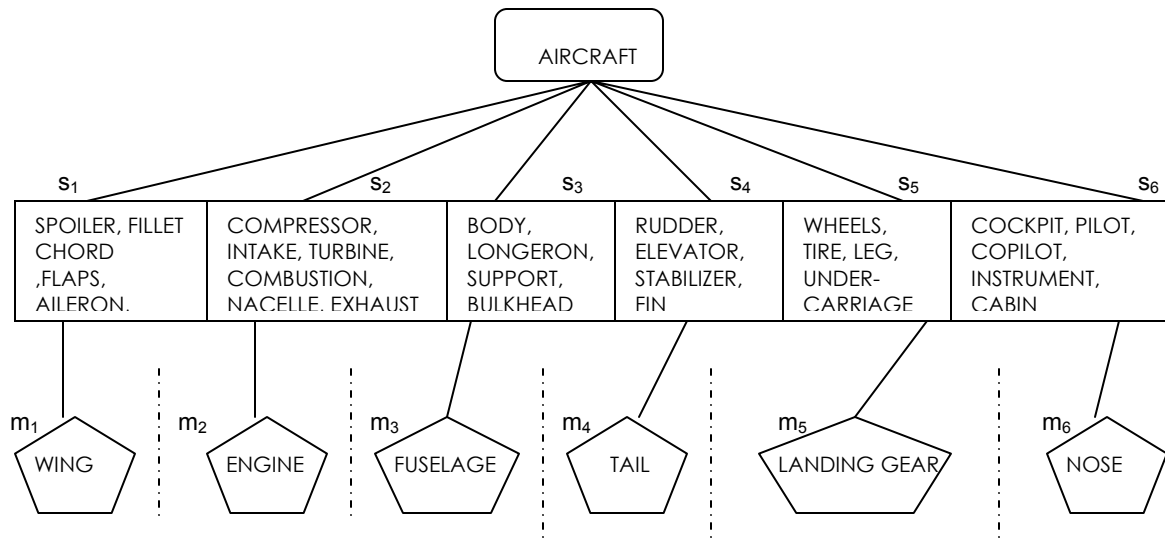 AIRCRAFT
s1
s2
s3
s4
s5
s6
SPOILER, FILLET
CHORD
,FLAPS,
AILERON,
COMPRESSOR,
INTAKE, TURBINE,
COMBUSTION,
NACELLE, EXHAUST
BODY,
LONGERON,
SUPPORT,
BULKHEAD
RUDDER,
ELEVATOR,
STABILIZER,
FIN
WHEELS,
TIRE, LEG,
UNDER-
CARRIAGE
COCKPIT, PILOT,
COPILOT,
INSTRUMENT,
CABIN
m1
WING
m2
ENGINE
m3
FUSELAGE
m4
TAIL
m5
LANDING GEAR
m6
NOSE